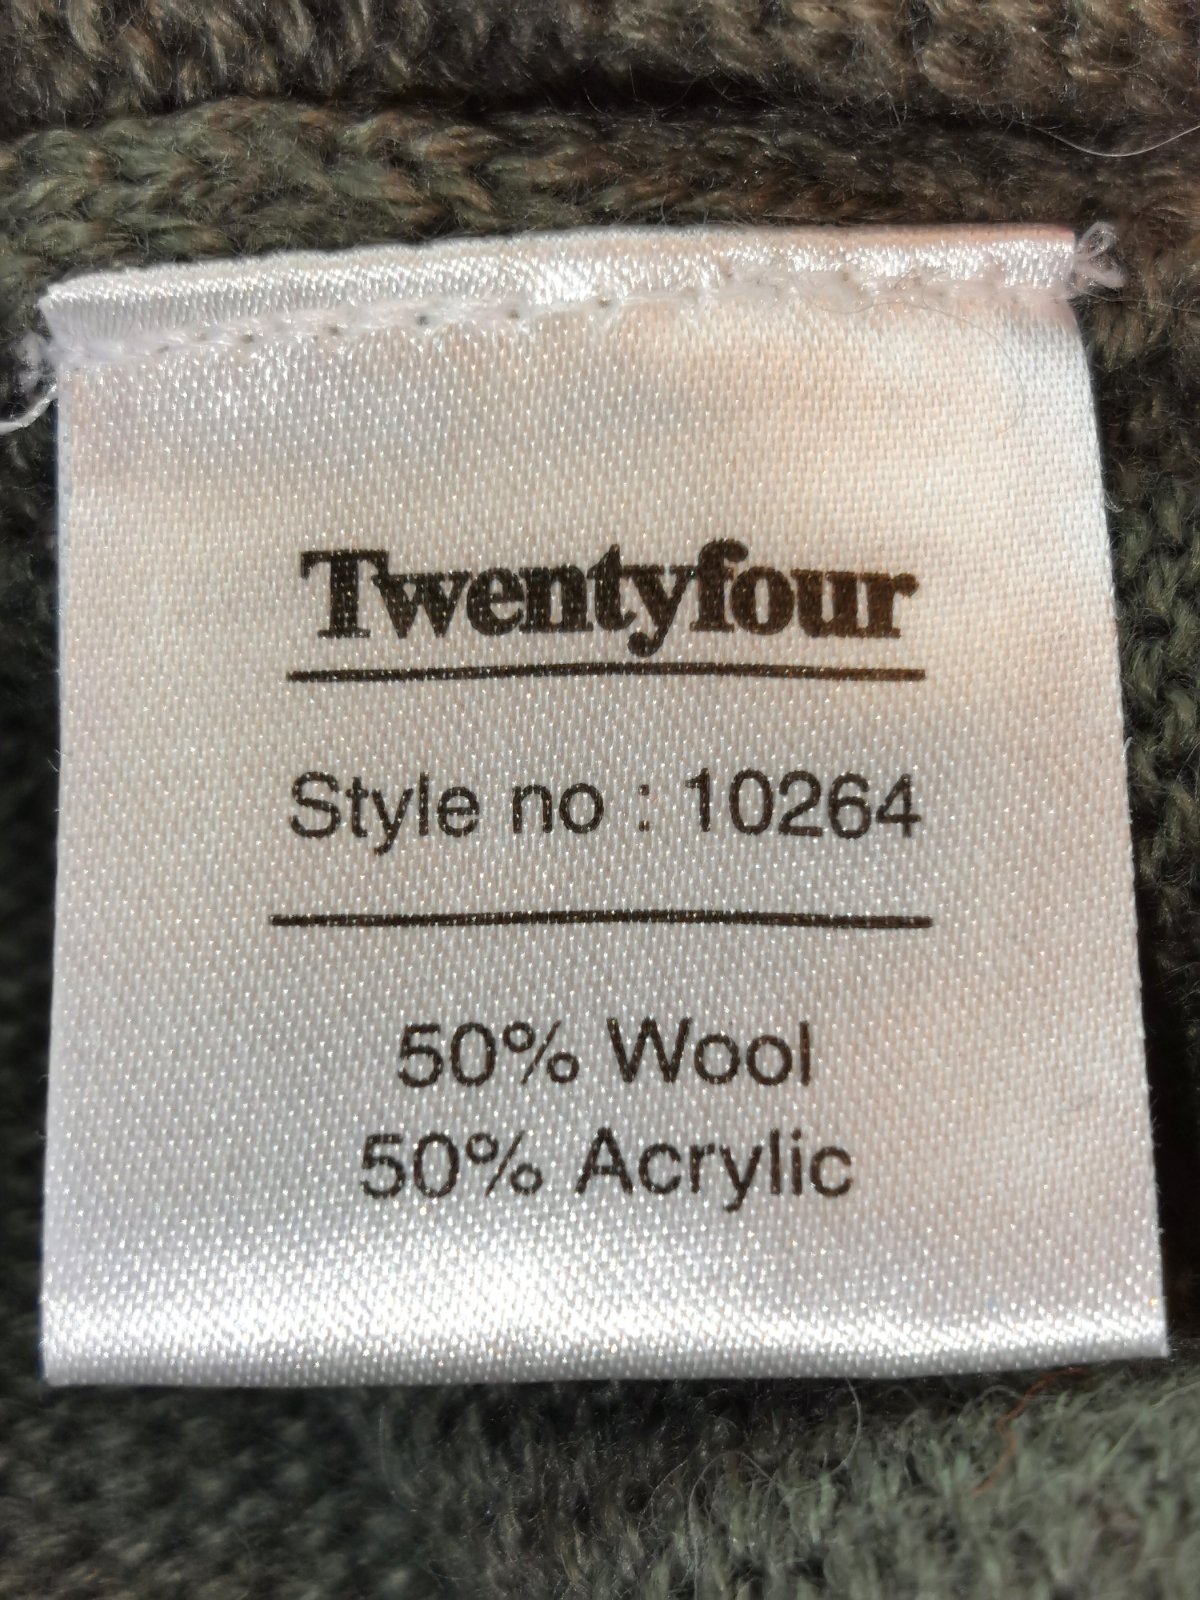 Twentyfour
Style no : 10264
50% Wool
50% Acrylic